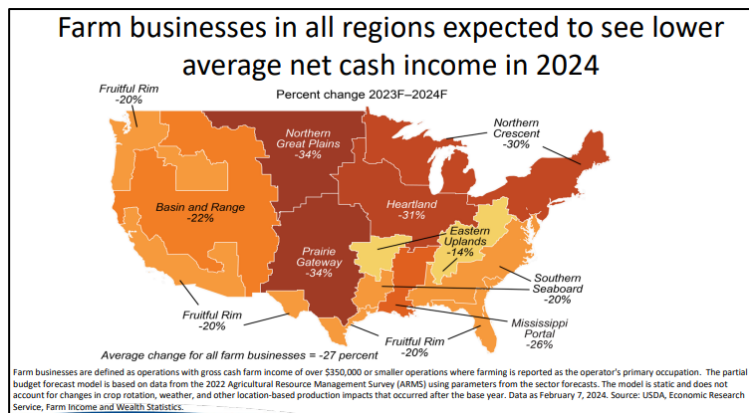 Farm businesses in all regions expected to see lower
average net cash income in 2024
Percent change 2023F–2024F
Fruitful Rim
-20%
Northern
Great Plains
-34%
Northern
Crescent
-30%
Basin and Range
-22%
Heartland
-31%
Eastern
Uplands
-14%
Prairie
Gateway
-34%
Southern
Seaboard
-20%
Fruitful Rim
-20%
Mississippi
Portal
-26%
Fruitful Rim
-20%
Average change for all farm businesses = -27 percent
Farm businesses are defined as operations with gross cash farm income of over $350,000 or smaller operations where farming is reported as the operator's primary occupation. The partial
budget forecast model is based on data from the 2022 Agricultural Resource Management Survey (ARMS) using parameters from the sector forecasts. The model is static and does not
account for changes in crop rotation, weather, and other location-based production impacts that occurred after the base year. Data as February 7, 2024. Source: USDA, Economic Research
Service, Farm Income and Wealth Statistics.